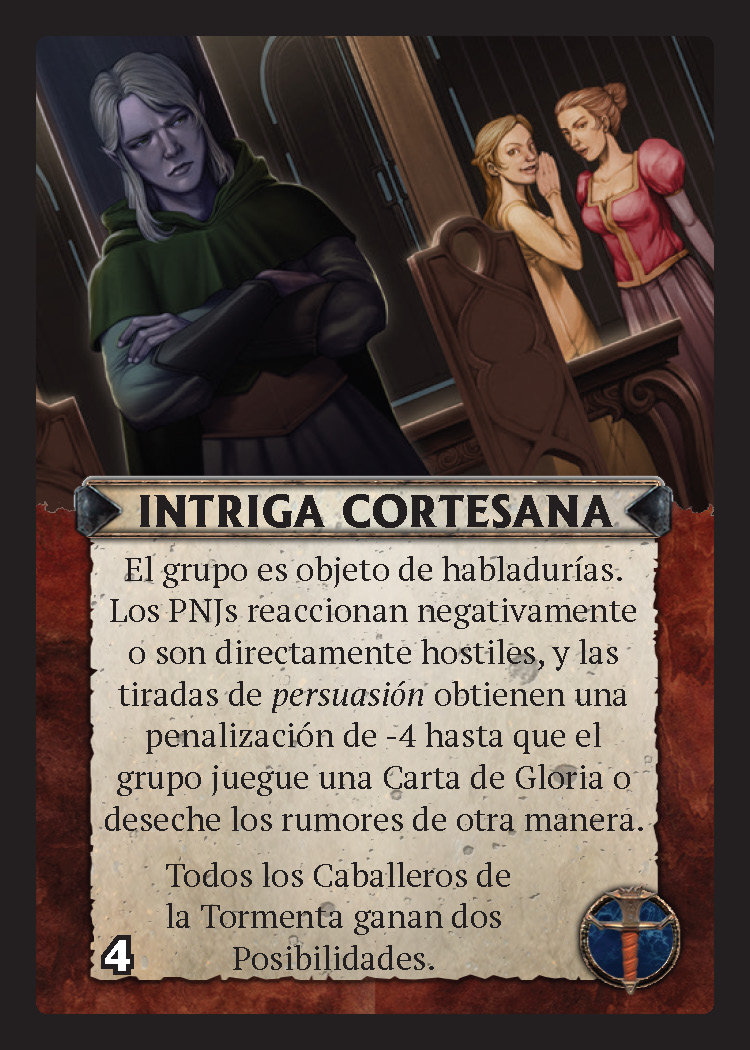 INTRIGA CORTESANA
El grupo es objeto de habladurías.
Los PNJs reaccionan negativamente
o son directamente hostiles, y las
tiradas de persuasión obtienen una
penalización de -4 hasta que el
grupo juegue una Carta de Gloria o
deseche los rumores de otra manera.
Todos los Caballeros de
la Tormenta ganan dos
Posibilidades.
4